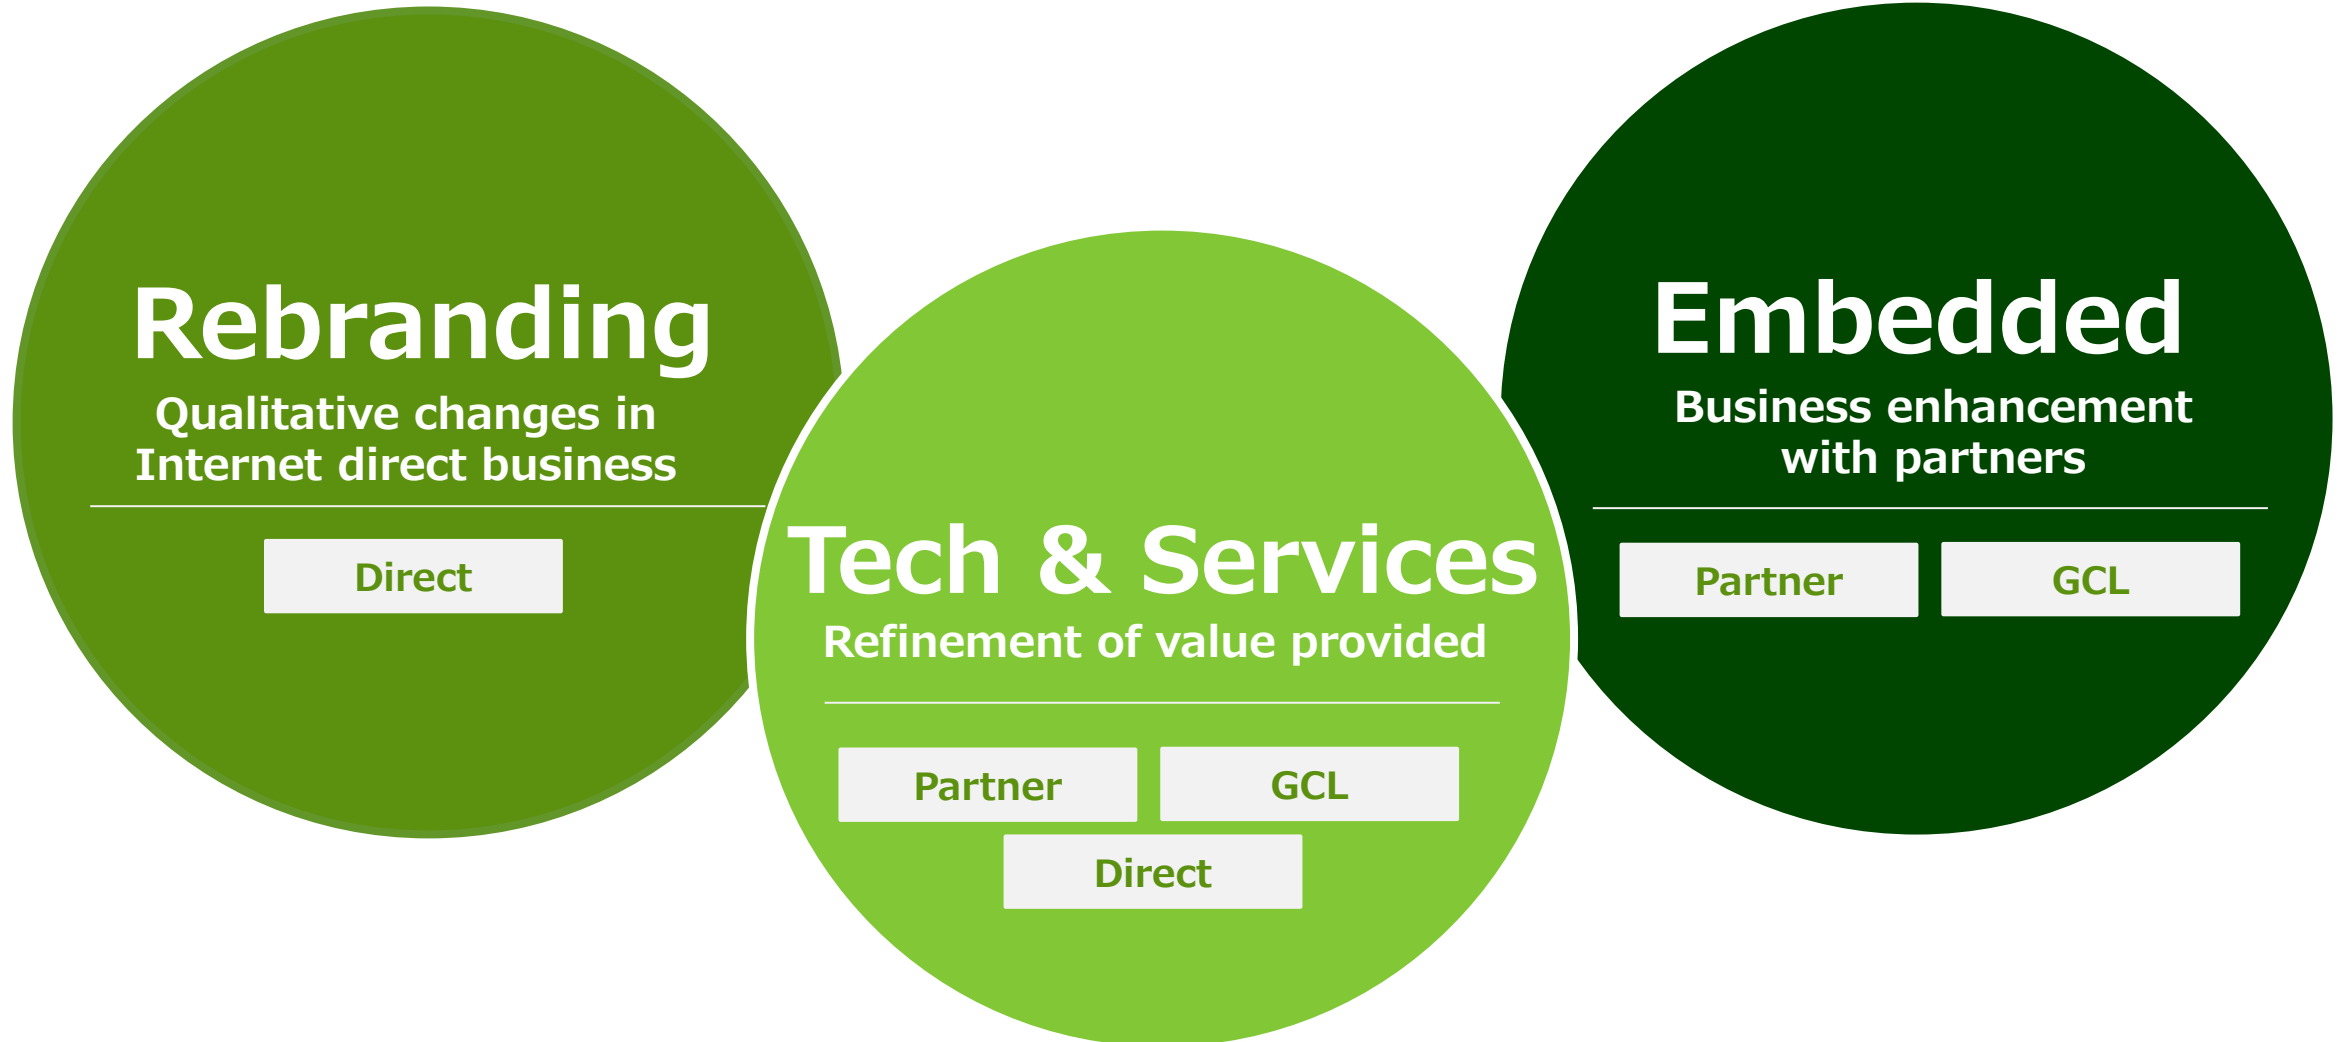 Rebranding
Qualitative changes in
Internet direct business
Direct
Tech & Services
Refinement of value provided
Partner
GCL
Direct
Embedded
Business enhancement
with partners
Partner
GCL